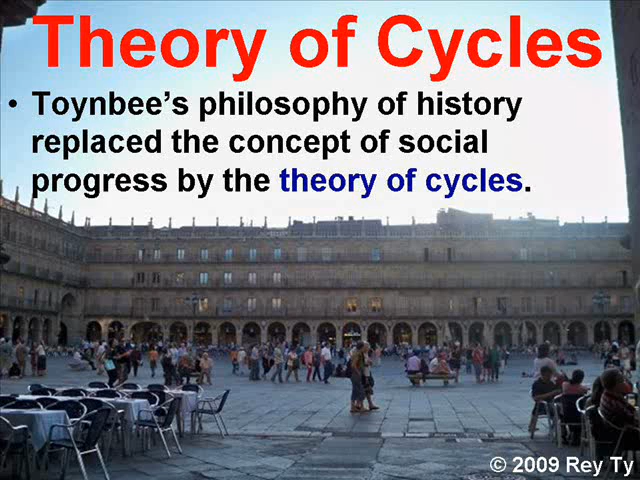 Theory of Cycles
• Toynbee’s philosophy of history
replaced the concept of social
progress by the theory of cycles.
© 2009 Rey Ty